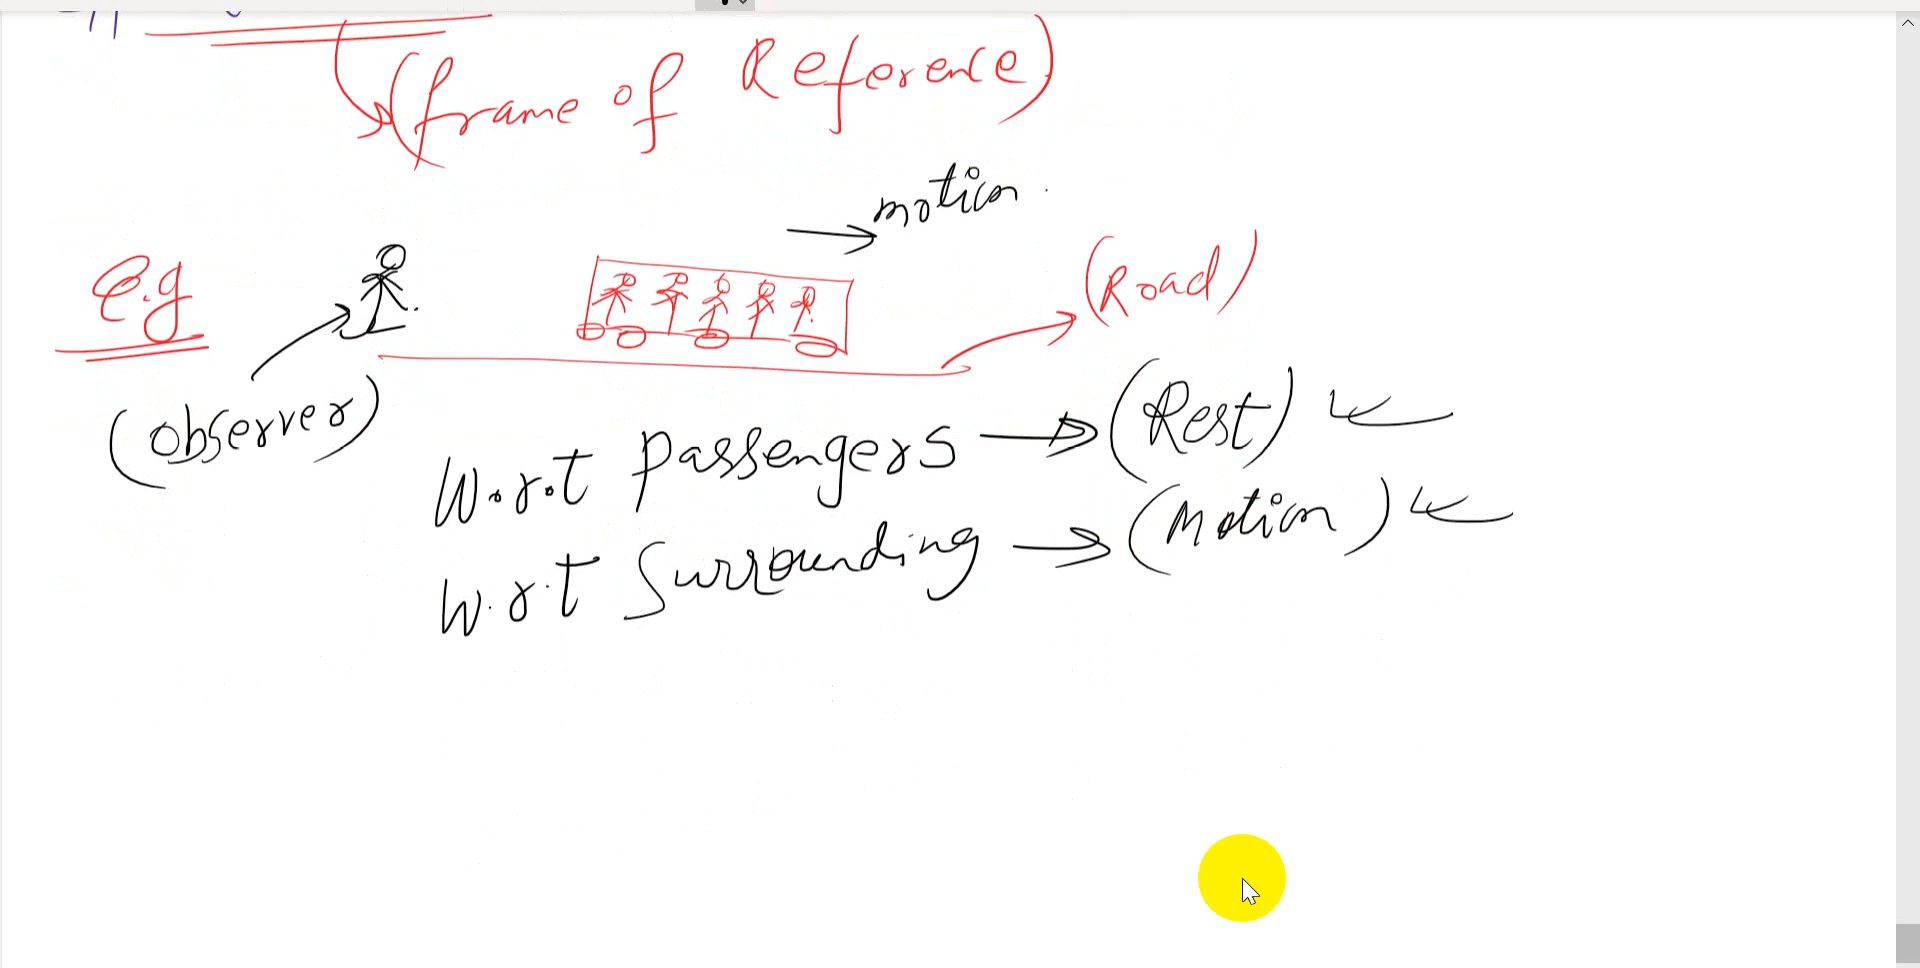 (frame of Reference)
motion
e.g
(Road)
(observer)
W.r.t passengers → (Rest)
W.r.t Surrounding → (Motion)